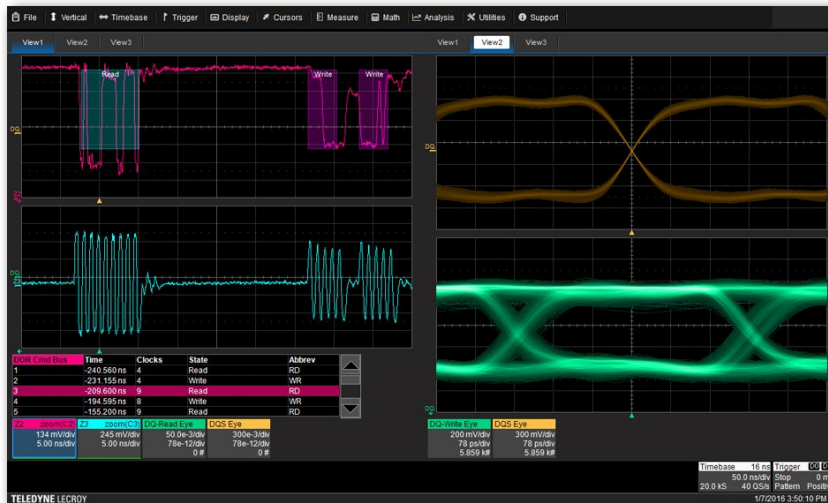 File Vertical Timebase Trigger Display Cursors Measure Math Analysis Utilities Support
View1 View2 View3
View1 View2 View3
Read Write Write
DDR Cmd Bus Time Clocks State Abbrev
1 -240.560 ns 4 Read RD
2 -231.155 ns 4 Write WR
3 -209.600 ns 9 Read RD
4 -194.595 ns 8 Write WR
5 -155.200 ns 9 Read RD
Z2 zoom(C2) Z3 zoom(C3) DQ-Read Eye DQS Eye
134 mV/div 245 mV/div 50.0e-3/div 300e-3/div
5.00 ns/div 5.00 ns/div 78e-12/div 78e-12/div
0 # 0 #
DQ-Write Eye DQS Eye
200 mV/div 300 mV/div
78 ps/div 78 ps/div
5.859 k# 5.859 k#
Timebase 16 ns Trigger
50.0 ns/div Stop
20.0 kS 40 GS/s Pattern
TELEDYNE LECROY
1/7/2016 3:50:10 PM